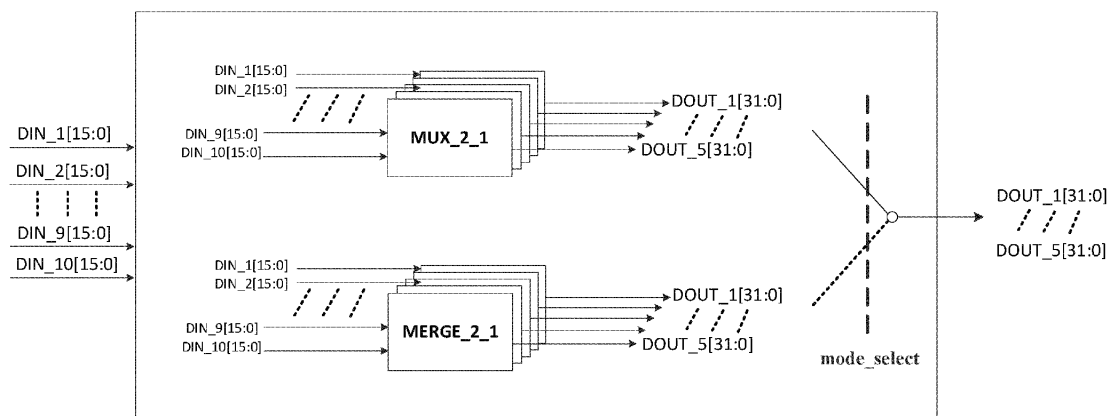 DIN_1[15:0]
DIN_2[15:0]
DIN_9[15:0]
DIN_10[15:0]
DIN_1[15:0]
DIN_2[15:0]
DIN_9[15:0]
DIN_10[15:0]
MUX_2_1
DOUT_1[31:0]
DOUT_5[31:0]
DIN_1[15:0]
DIN_2[15:0]
DIN_9[15:0]
DIN_10[15:0]
MERGE_2_1
DOUT_1[31:0]
DOUT_5[31:0]
mode_select
DOUT_1[31:0]
DOUT_5[31:0]